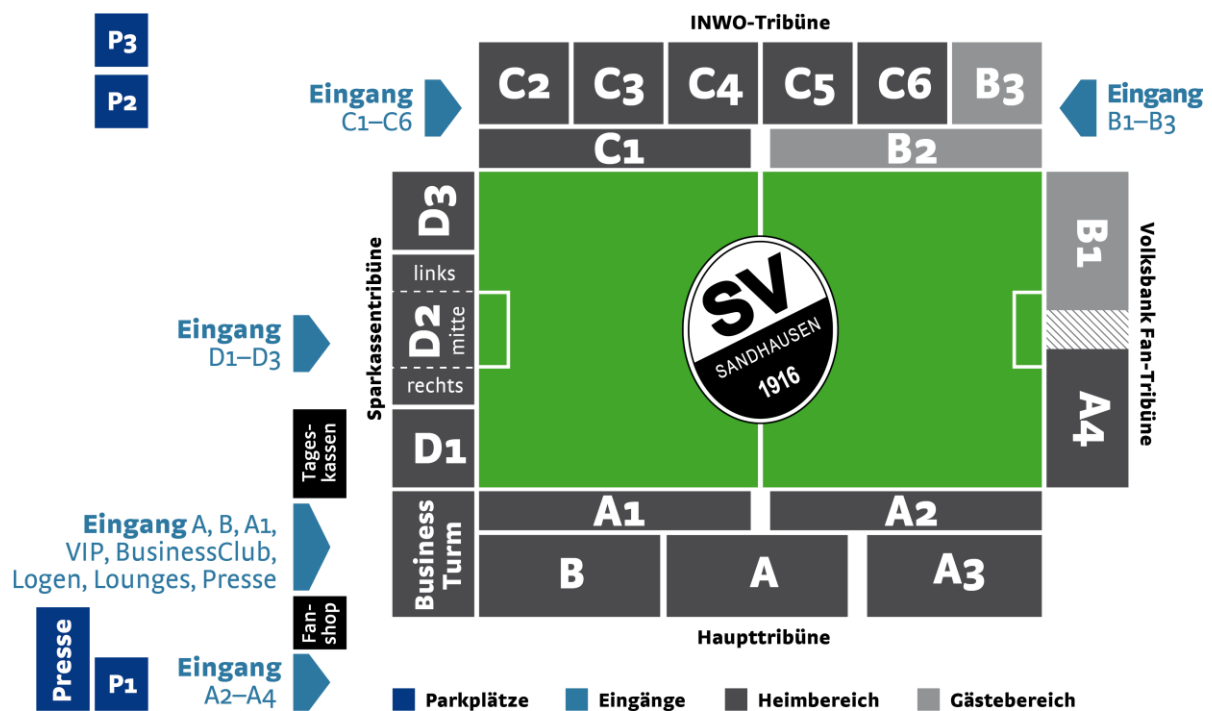 INWO-Tribüne
P3
P2
Eingang
C1–C6
C2
C3
C4
C5
C6
B3
Eingang
B1–B3
C1
B2
Sparkassentribüne
D3
links
D2
mitte
rechts
D1
SV
SANDHAUSEN
1916
B1
A4
Volksbank Fan-Tribüne
Eingang
D1–D3
Tages-
kassen
Eingang A, B, A1,
VIP, BusinessClub,
Logen, Lounges, Presse
Fan-
shop
Business
Turm
A1
A2
B
A
A3
Haupttribüne
Presse
P1
Eingang
A2–A4
Parkplätze
Eingänge
Heimbereich
Gästebereich